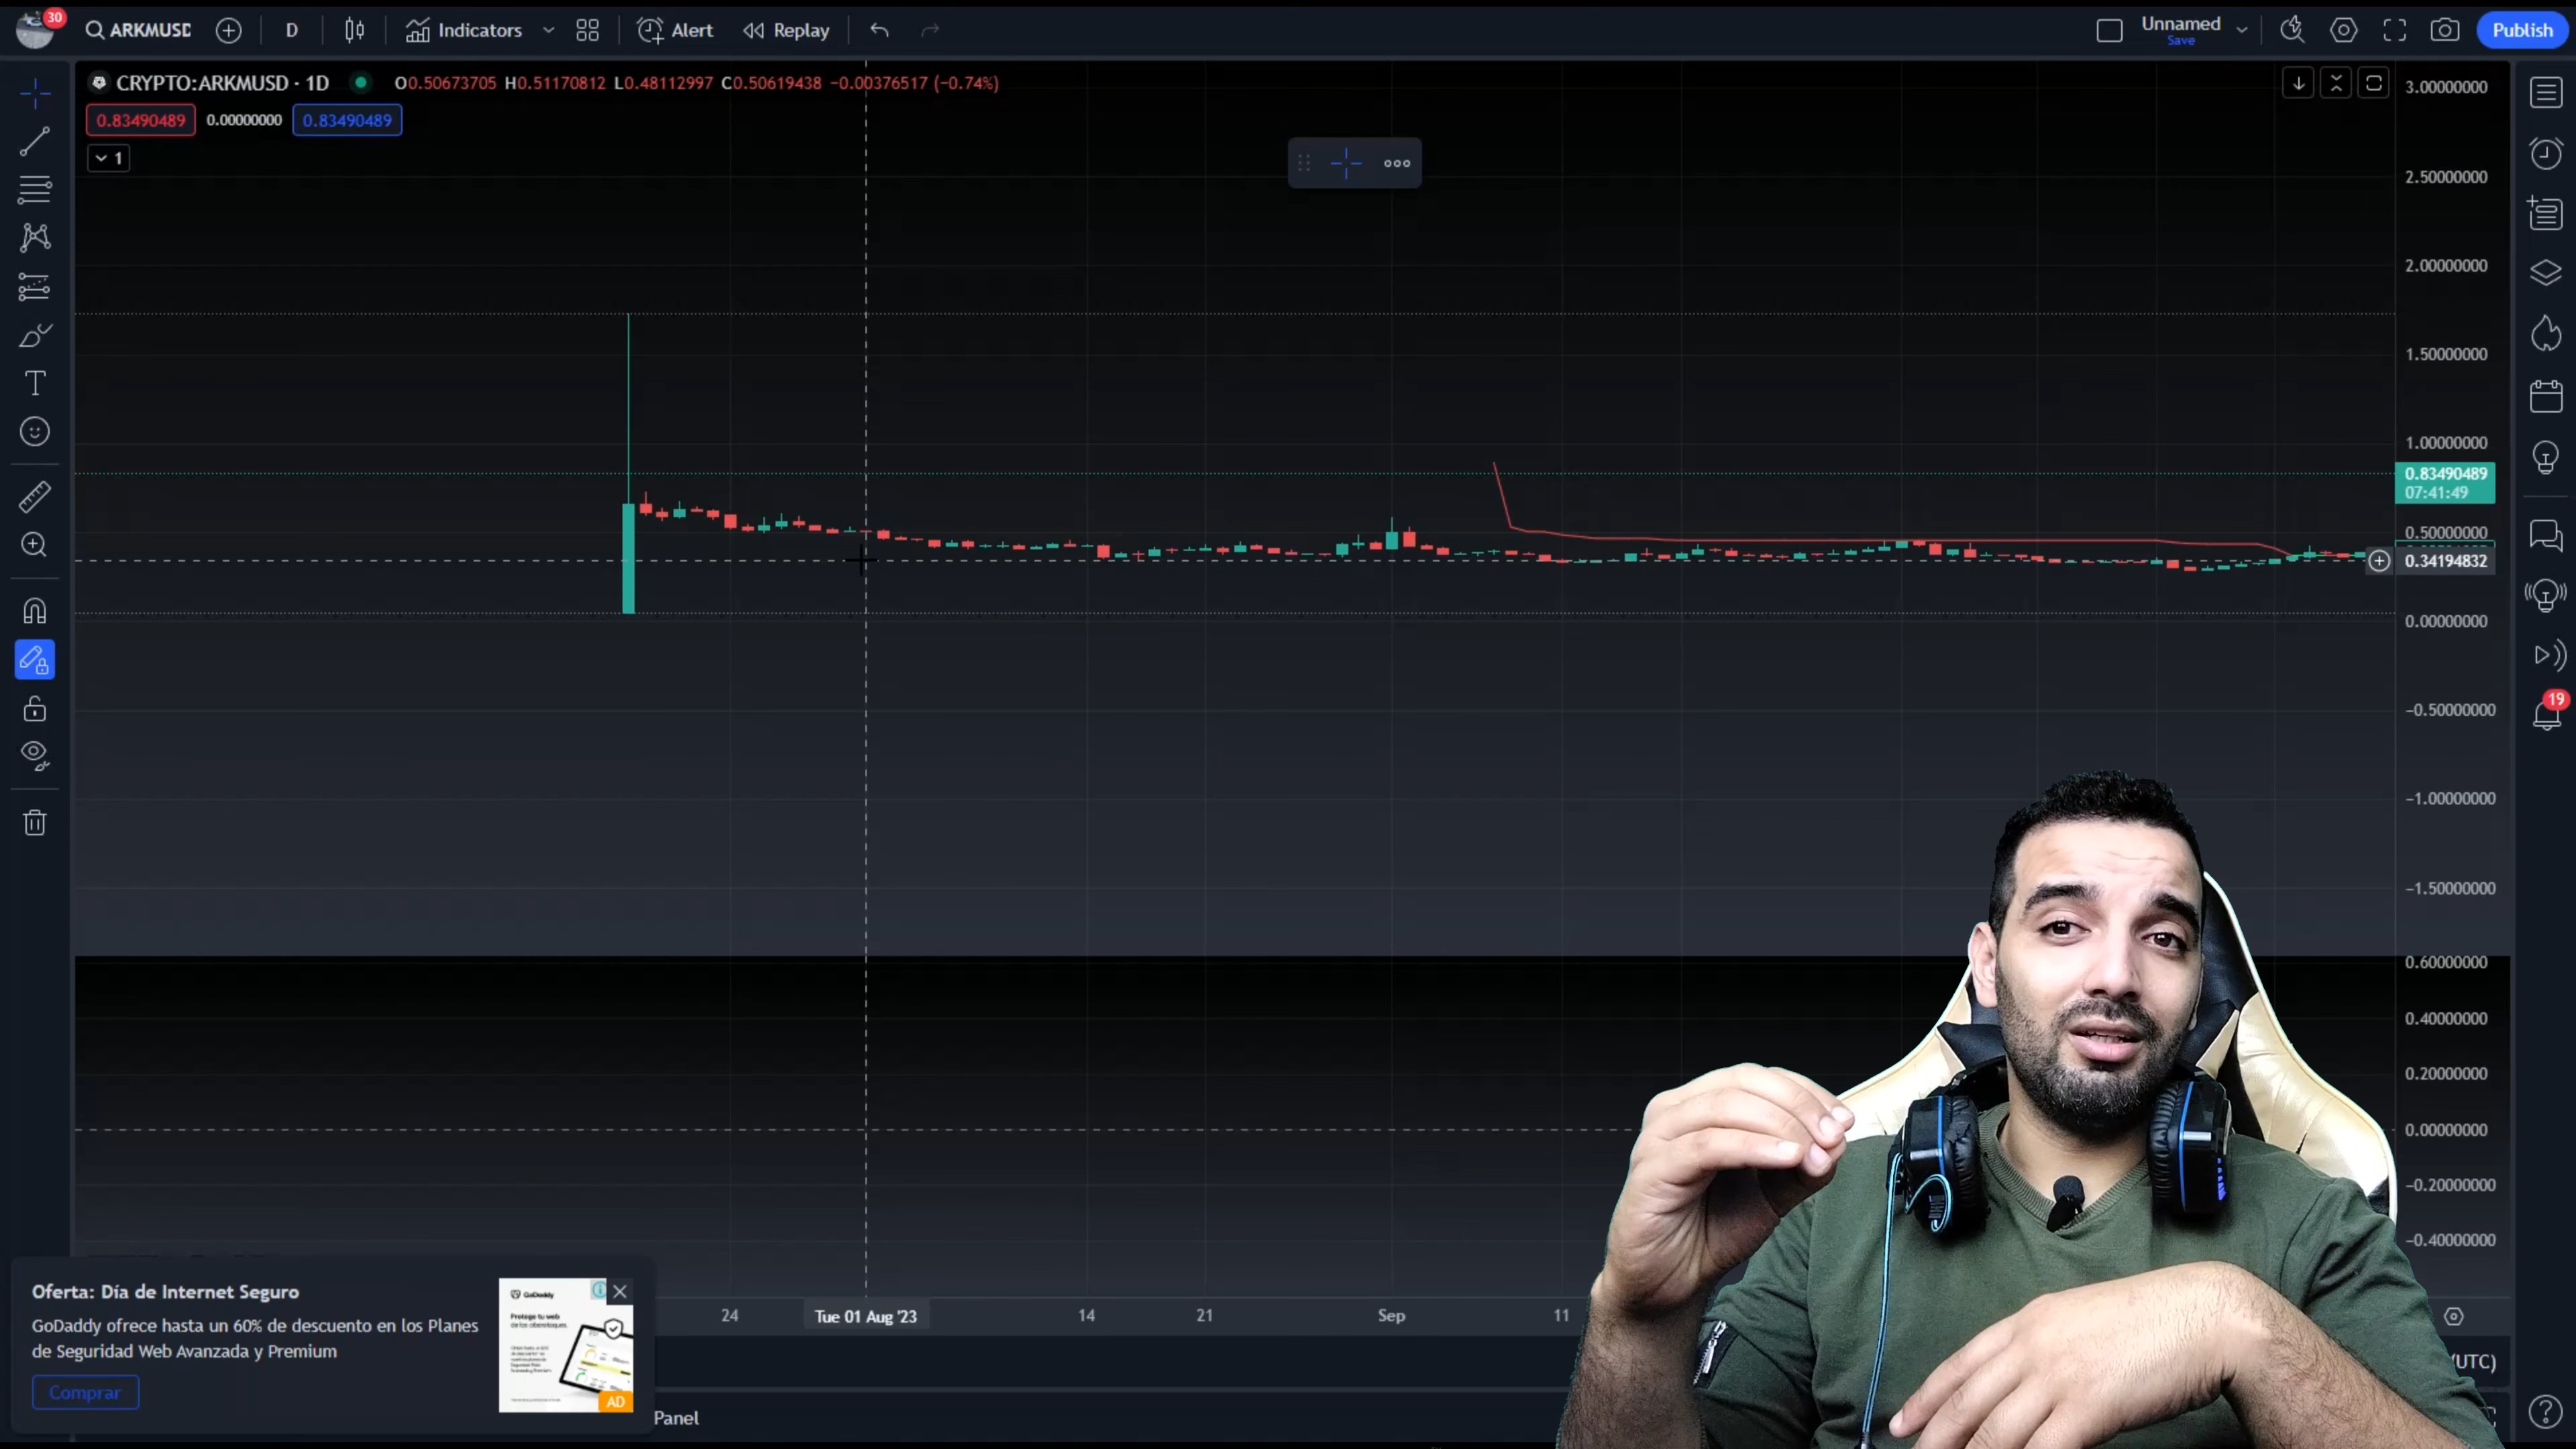 30
ARKMUSD
D
Indicators
Alert
Replay
Unnamed
Save
Publish
CRYPTO:ARKMUSD · 1D
O0.50673705 H0.51170812 L0.48112997 C0.50619438 −0.00376517 (−0.74%)
0.83490489
0.00000000
0.83490489
1
3.00000000
2.50000000
2.00000000
1.50000000
1.00000000
0.83490489
07:41:49
0.50000000
0.34194832
0.00000000
−0.50000000
−1.00000000
−1.50000000
0.60000000
0.40000000
0.20000000
0.00000000
−0.20000000
−0.40000000
19
24
Tue 01 Aug '23
14
21
Sep
11
(UTC)
Oferta: Día de Internet Seguro
GoDaddy ofrece hasta un 60% de descuento en los Planes
de Seguridad Web Avanzada y Premium
Comprar
GoDaddy
Protege tu web
AD
Panel